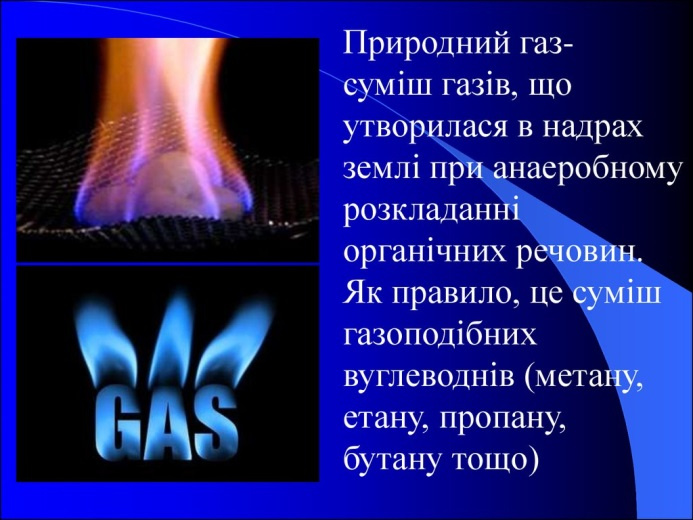 Природний газ-
суміш газів, що
утворилася в надрах
землі при анаеробному
розкладанні
органічних речовин.
Як правило, це суміш
газоподібних
вуглеводнів (метану,
етану, пропану,
бутану тощо)
GAS